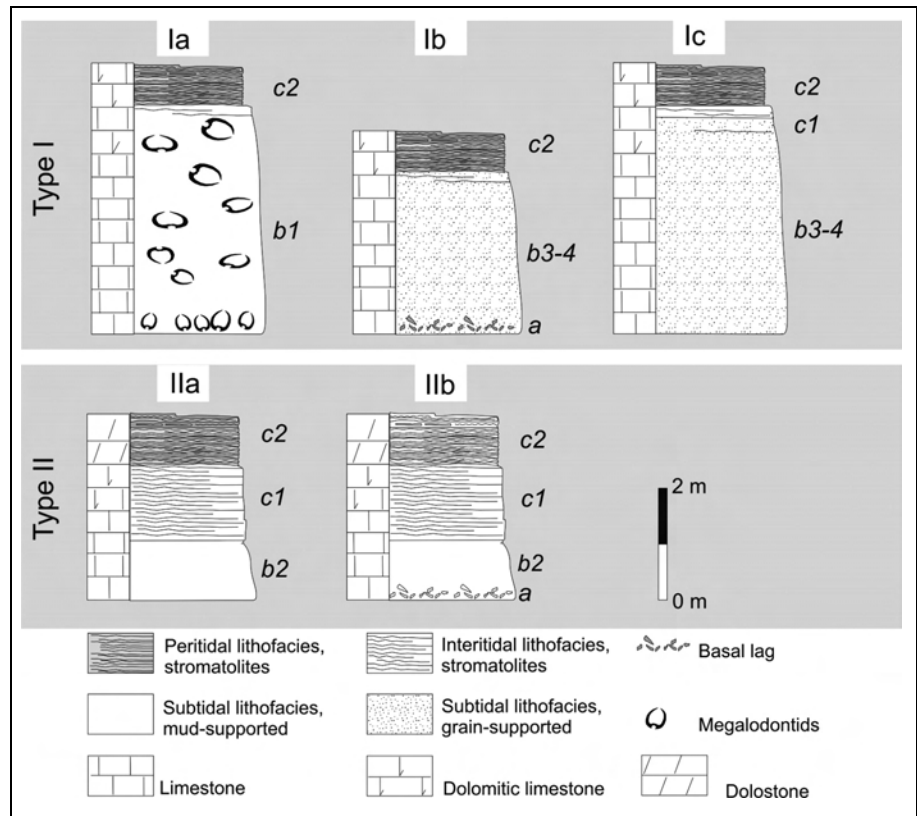 Ia
Ib
Ic
Type I
c2
b1
c2
b3-4
a
c2
c1
b3-4
IIa
IIb
Type II
c2
c1
b2
c2
c1
b2
a
2 m
0 m
Peritidal lithofacies,
stromatolites
Interitidal lithofacies,
stromatolites
Basal lag
Subtidal lithofacies,
mud-supported
Subtidal lithofacies,
grain-supported
Megalodontids
Limestone
Dolomitic limestone
Dolostone